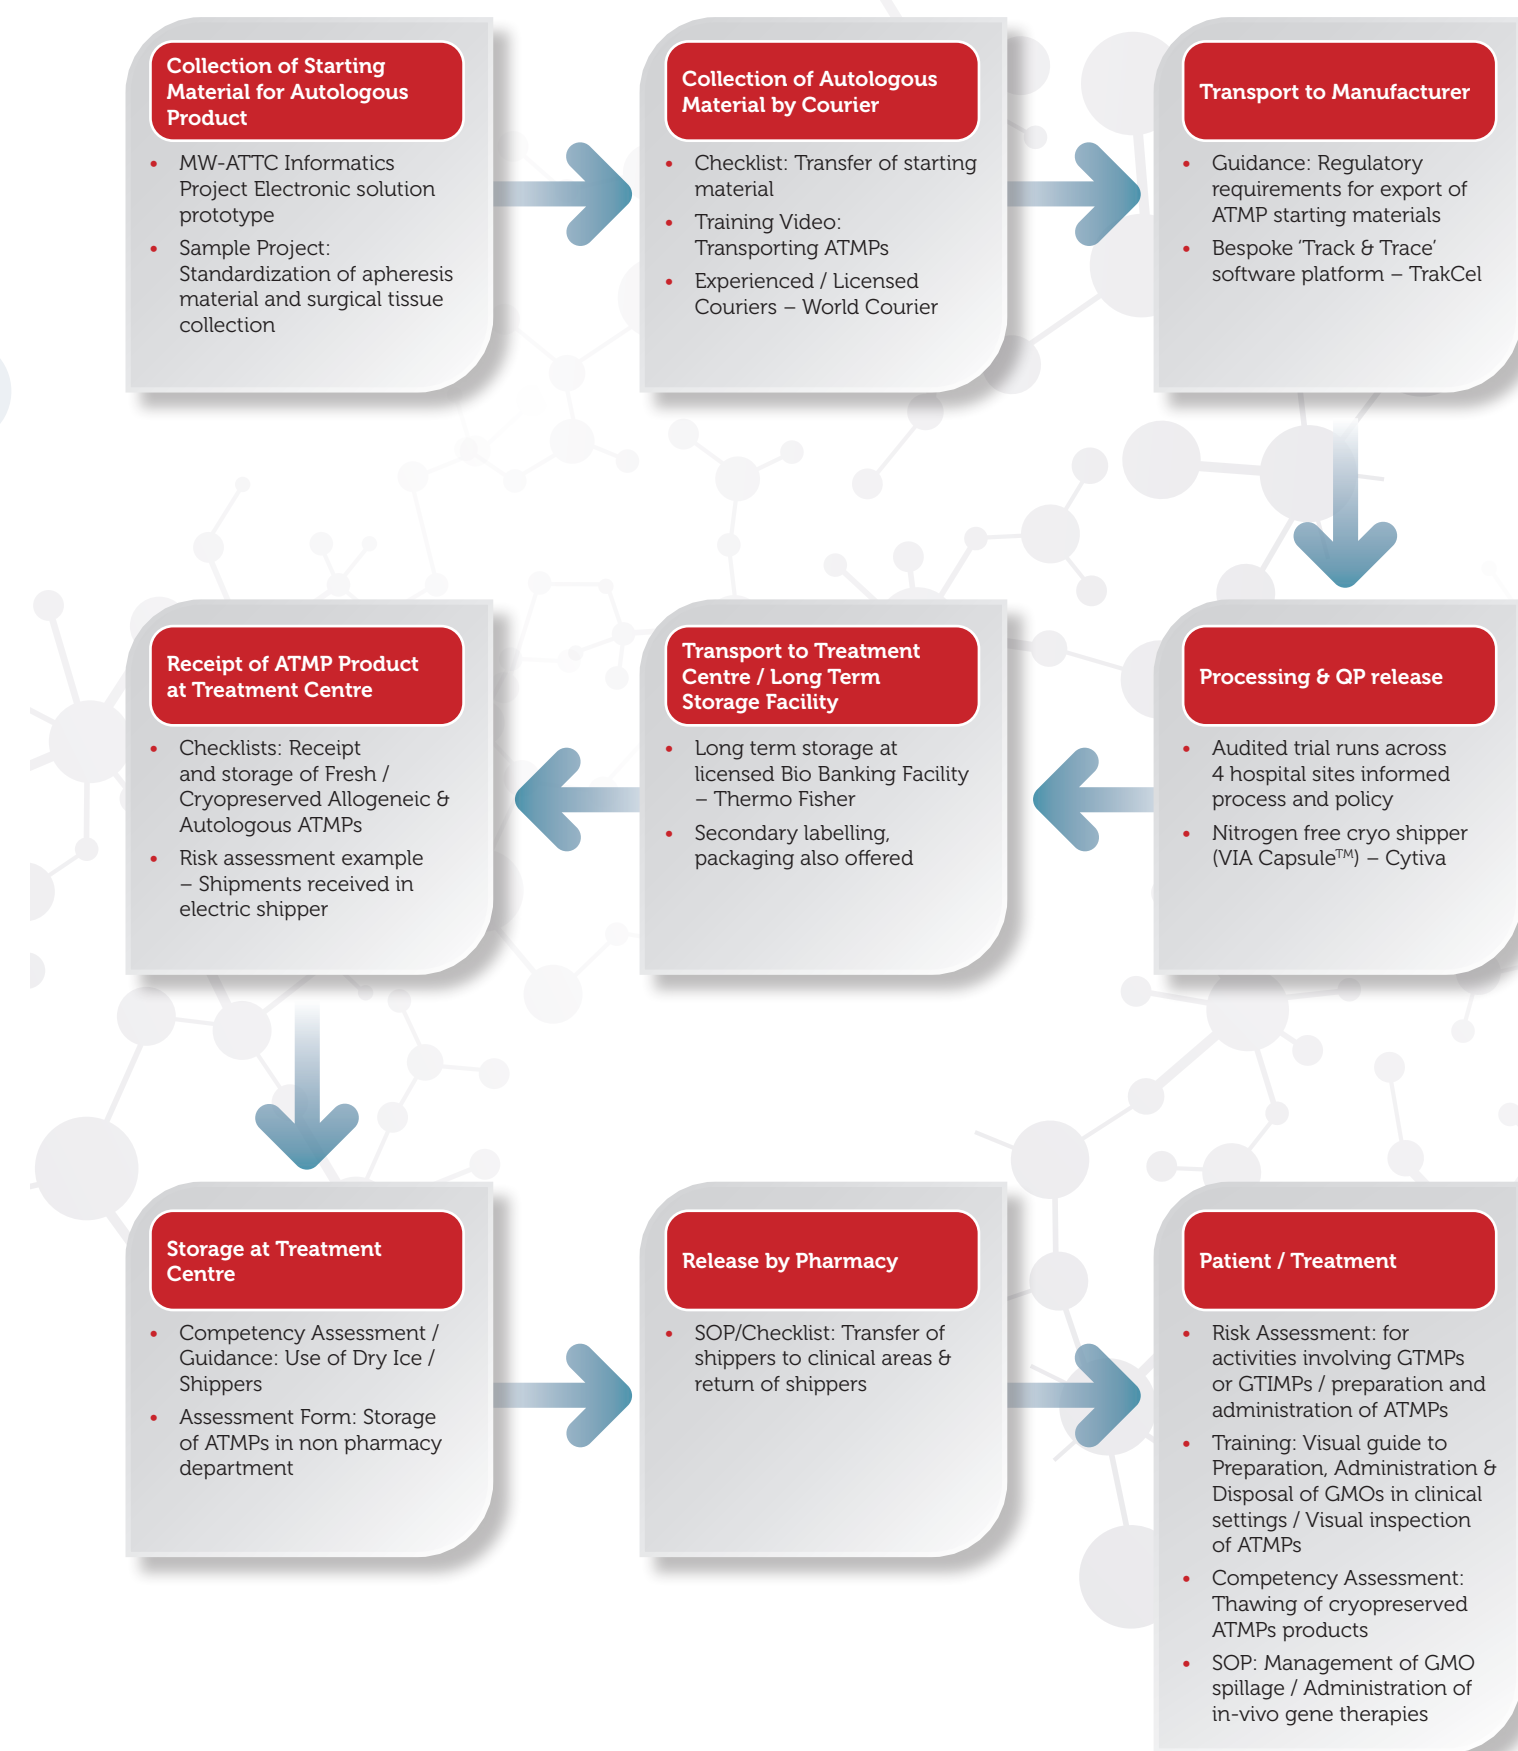 Collection of Starting
Material for Autologous
Product
• MW-ATTC Informatics
Project Electronic solution
prototype
• Sample Project:
Standardization of apheresis
material and surgical tissue
collection
Collection of Autologous
Material by Courier
• Checklist: Transfer of starting
material
• Training Video:
Transporting ATMPs
• Experienced / Licensed
Couriers – World Courier
Transport to Manufacturer
• Guidance: Regulatory
requirements for export of
ATMP starting materials
• Bespoke ‘Track & Trace’
software platform – TrakCel
Processing & QP release
• Audited trial runs across
4 hospital sites informed
process and policy
• Nitrogen free cryo shipper
(VIA Capsule™) – Cytiva
Transport to Treatment
Centre / Long Term
Storage Facility
• Long term storage at
licensed Bio Banking Facility
– Thermo Fisher
• Secondary labelling,
packaging also offered
Receipt of ATMP Product
at Treatment Centre
• Checklists: Receipt
and storage of Fresh /
Cryopreserved Allogeneic &
Autologous ATMPs
• Risk assessment example
– Shipments received in
electric shipper
Storage at Treatment
Centre
• Competency Assessment /
Guidance: Use of Dry Ice /
Shippers
• Assessment Form: Storage
of ATMPs in non pharmacy
department
Release by Pharmacy
• SOP/Checklist: Transfer of
shippers to clinical areas &
return of shippers
Patient / Treatment
• Risk Assessment: for
activities involving GTMPs
or GTIMPs / preparation and
administration of ATMPs
• Training: Visual guide to
Preparation, Administration &
Disposal of GMOs in clinical
settings / Visual inspection
of ATMPs
• Competency Assessment:
Thawing of cryopreserved
ATMPs products
• SOP: Management of GMO
spillage / Administration of
in-vivo gene therapies